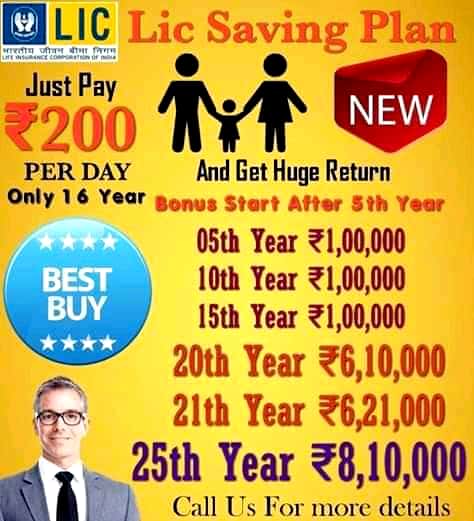 LIC
भारतीय जीवन बीमा निगम
LIFE INSURANCE CORPORATION OF INDIA
Lic Saving Plan
Just Pay
₹200
PER DAY
Only 16 Year
NEW
And Get Huge Return
Bonus Start After 5th Year
BEST
BUY
05th Year ₹1,00,000
10th Year ₹1,00,000
15th Year ₹1,00,000
20th Year ₹6,10,000
21th Year ₹6,21,000
25th Year ₹8,10,000
Call Us For more details